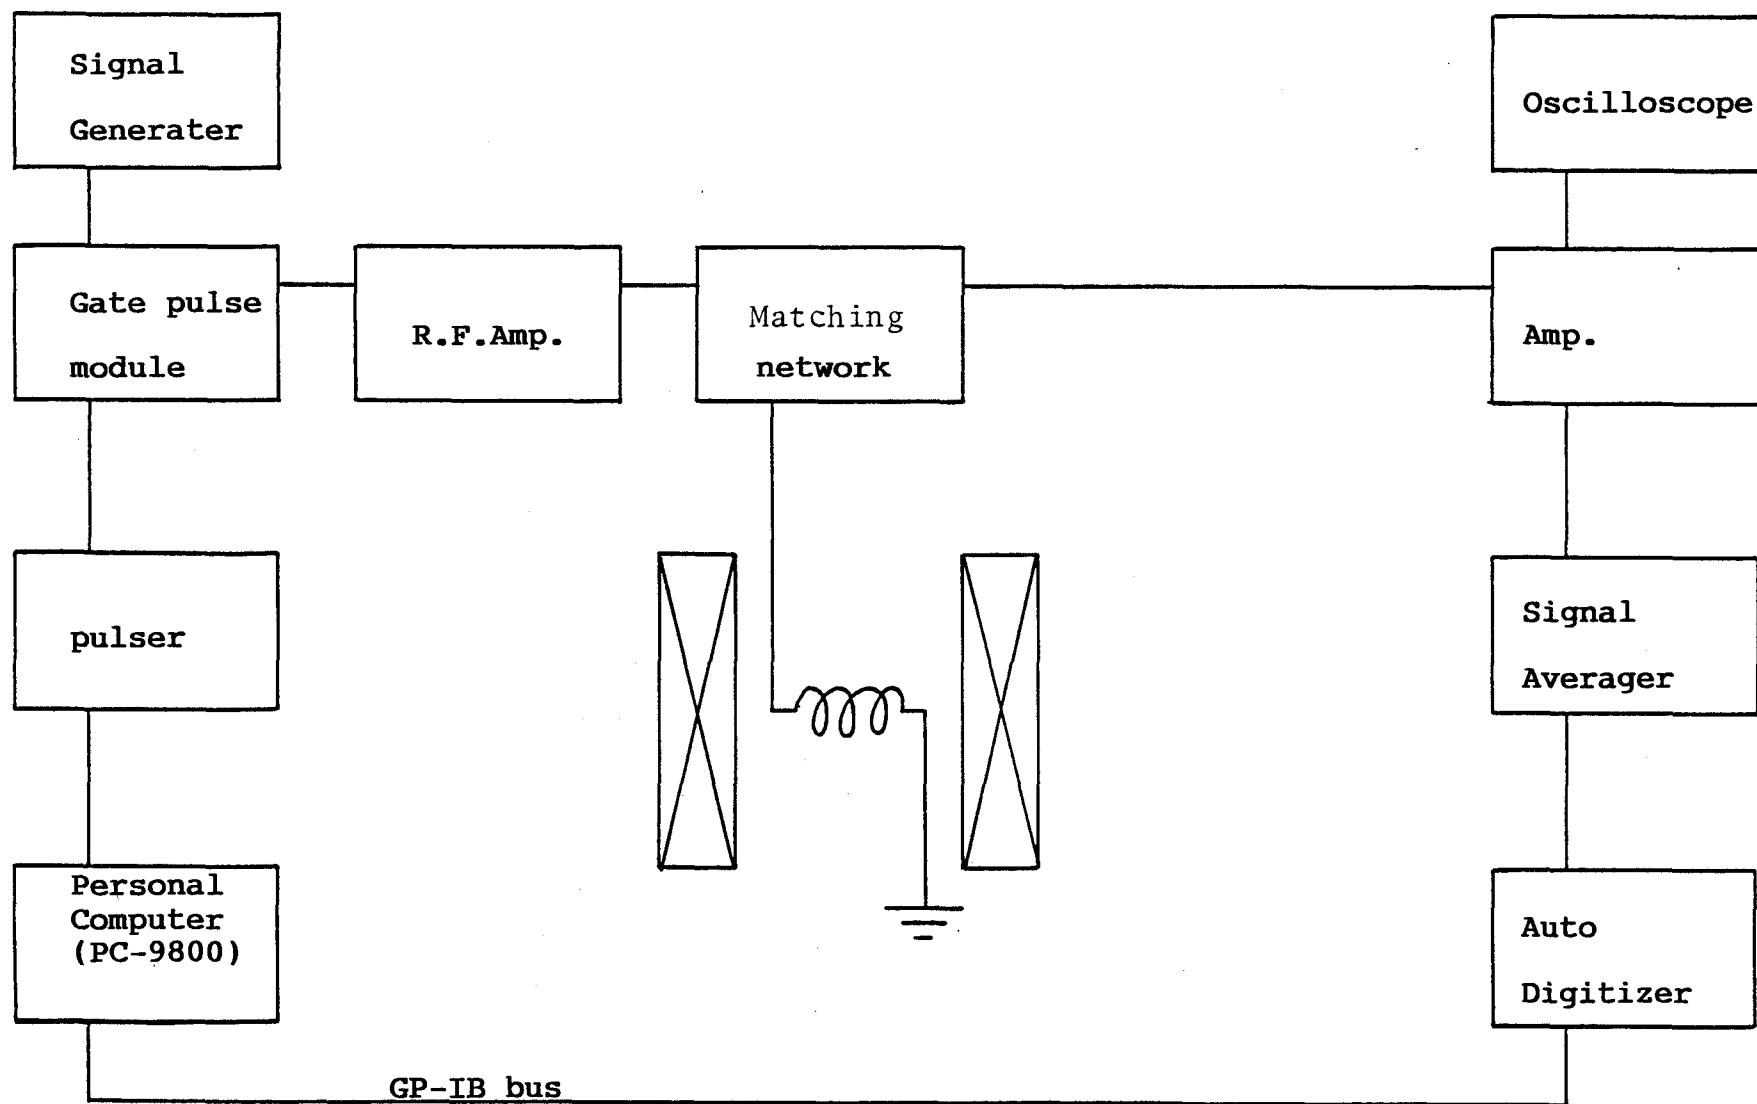 Signal
Generater
Oscilloscope
Gate pulse
module
R.F.Amp.
Matching
network
Amp.
pulser
Signal
Averager
Personal
Computer
(PC-9800)
Auto
Digitizer
GP-IB bus